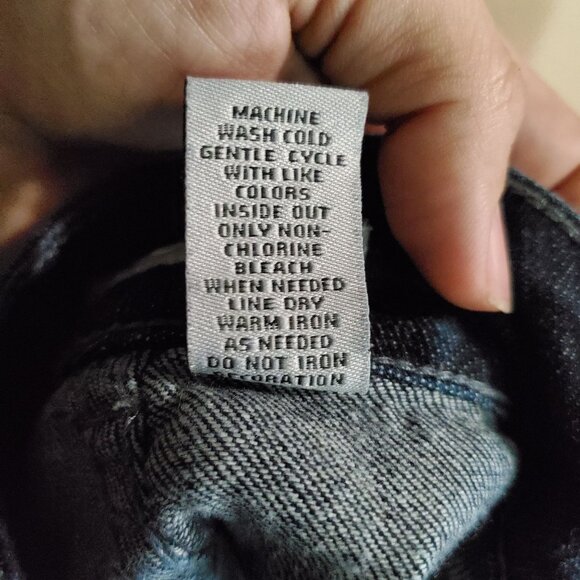 MACHINE
WASH COLD
GENTLE CYCLE
WITH LIKE
COLORS
INSIDE OUT
ONLY NON-
CHLORINE
BLEACH
WHEN NEEDED
LINE DRY
WARM IRON
AS NEEDED
DO NOT IRON
DECORATION